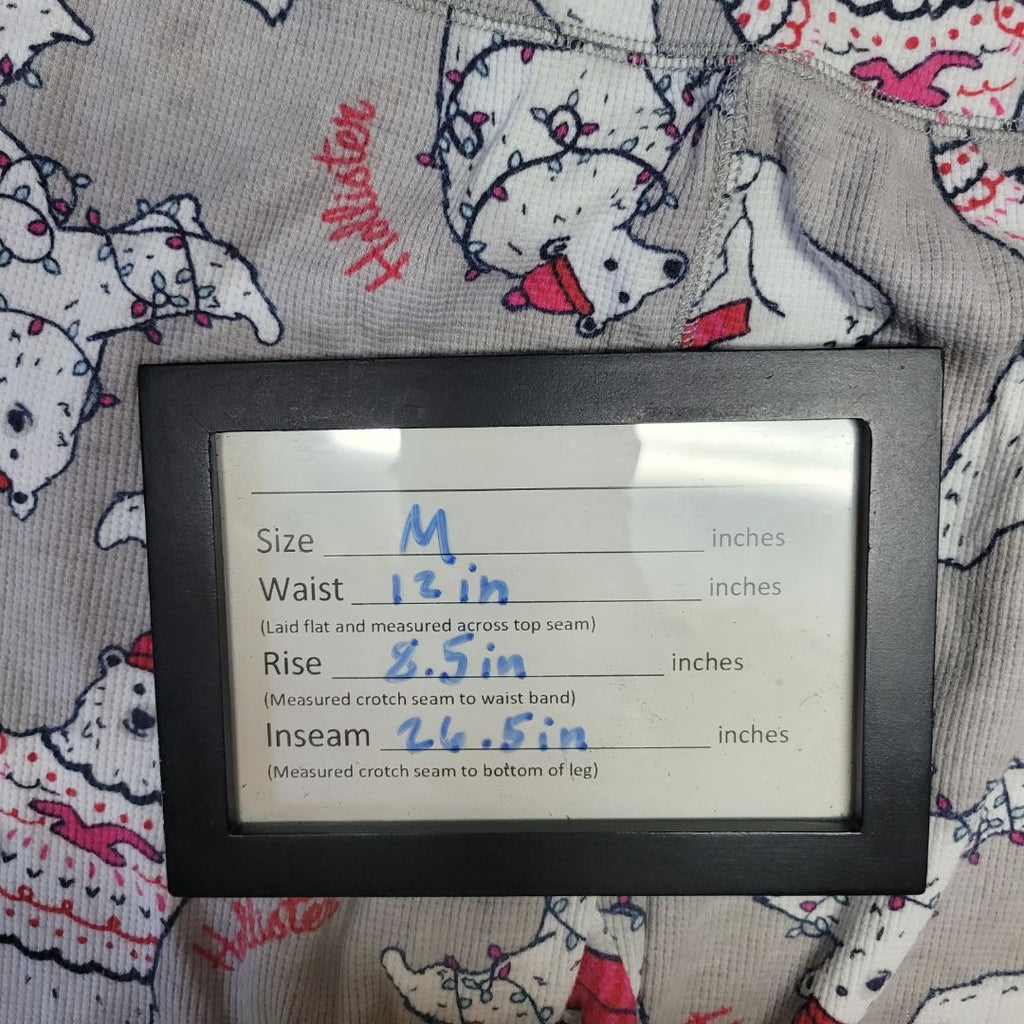 Hollister
Size M inches
Waist 12 in inches
(Laid flat and measured across top seam)
Rise 8.5 in inches
(Measured crotch seam to waist band)
Inseam 26.5 in inches
(Measured crotch seam to bottom of leg)
Hollister